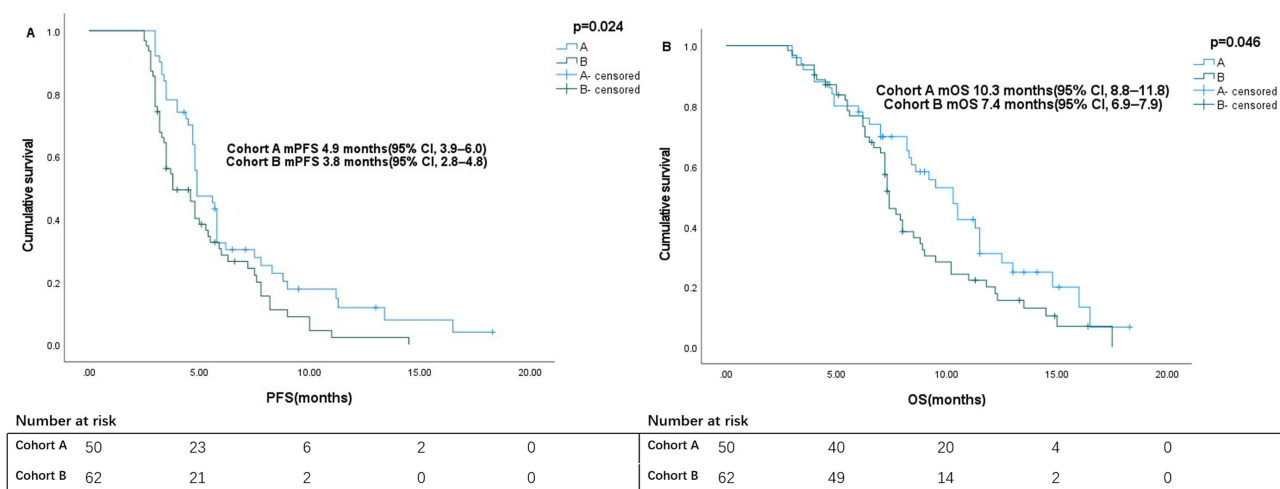 A
p=0.024
A
B
A- censored
B- censored
Cohort A mPFS 4.9 months(95% CI, 3.9–6.0)
Cohort B mPFS 3.8 months(95% CI, 2.8–4.8)
Cumulative survival
1.0
0.8
0.6
0.4
0.2
0.0
.00 5.00 10.00 15.00 20.00
PFS(months)
Number at risk
Cohort A 50 23 6 2 0
Cohort B 62 21 2 0 0
B
p=0.046
A
B
A- censored
B- censored
Cohort A mOS 10.3 months(95% CI, 8.8–11.8)
Cohort B mOS 7.4 months(95% CI, 6.9–7.9)
Cumulative survival
1.0
0.8
0.6
0.4
0.2
0.0
.00 5.00 10.00 15.00 20.00
OS(months)
Number at risk
Cohort A 50 40 20 4 0
Cohort B 62 49 14 2 0